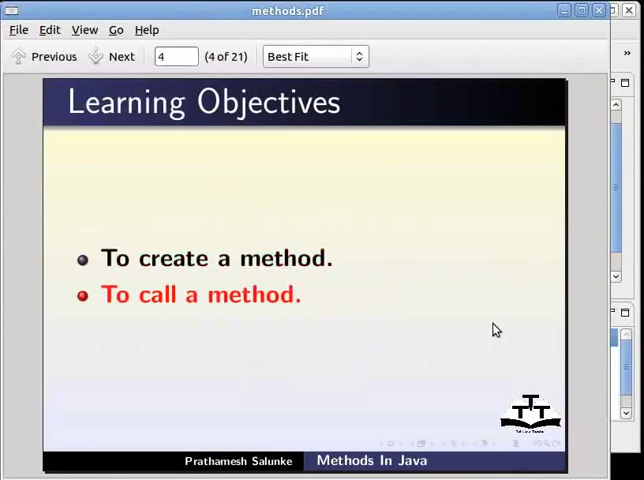 methods.pdf
File Edit View Go Help
Previous Next 4 (4 of 21) Best Fit
Learning Objectives
To create a method.
To call a method.
TTT
Prathamesh Salunke Methods In Java